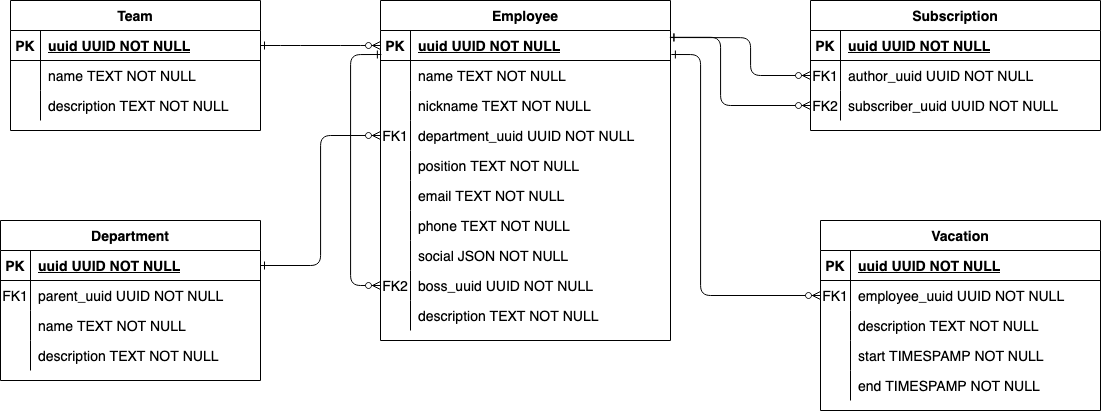 Team
PK uuid UUID NOT NULL
name TEXT NOT NULL
description TEXT NOT NULL
Employee
PK uuid UUID NOT NULL
name TEXT NOT NULL
nickname TEXT NOT NULL
FK1 department_uuid UUID NOT NULL
position TEXT NOT NULL
email TEXT NOT NULL
phone TEXT NOT NULL
social JSON NOT NULL
FK2 boss_uuid UUID NOT NULL
description TEXT NOT NULL
Subscription
PK uuid UUID NOT NULL
FK1 author_uuid UUID NOT NULL
FK2 subscriber_uuid UUID NOT NULL
Department
PK uuid UUID NOT NULL
FK1 parent_uuid UUID NOT NULL
name TEXT NOT NULL
description TEXT NOT NULL
Vacation
PK uuid UUID NOT NULL
FK1 employee_uuid UUID NOT NULL
description TEXT NOT NULL
start TIMESPAMP NOT NULL
end TIMESPAMP NOT NULL